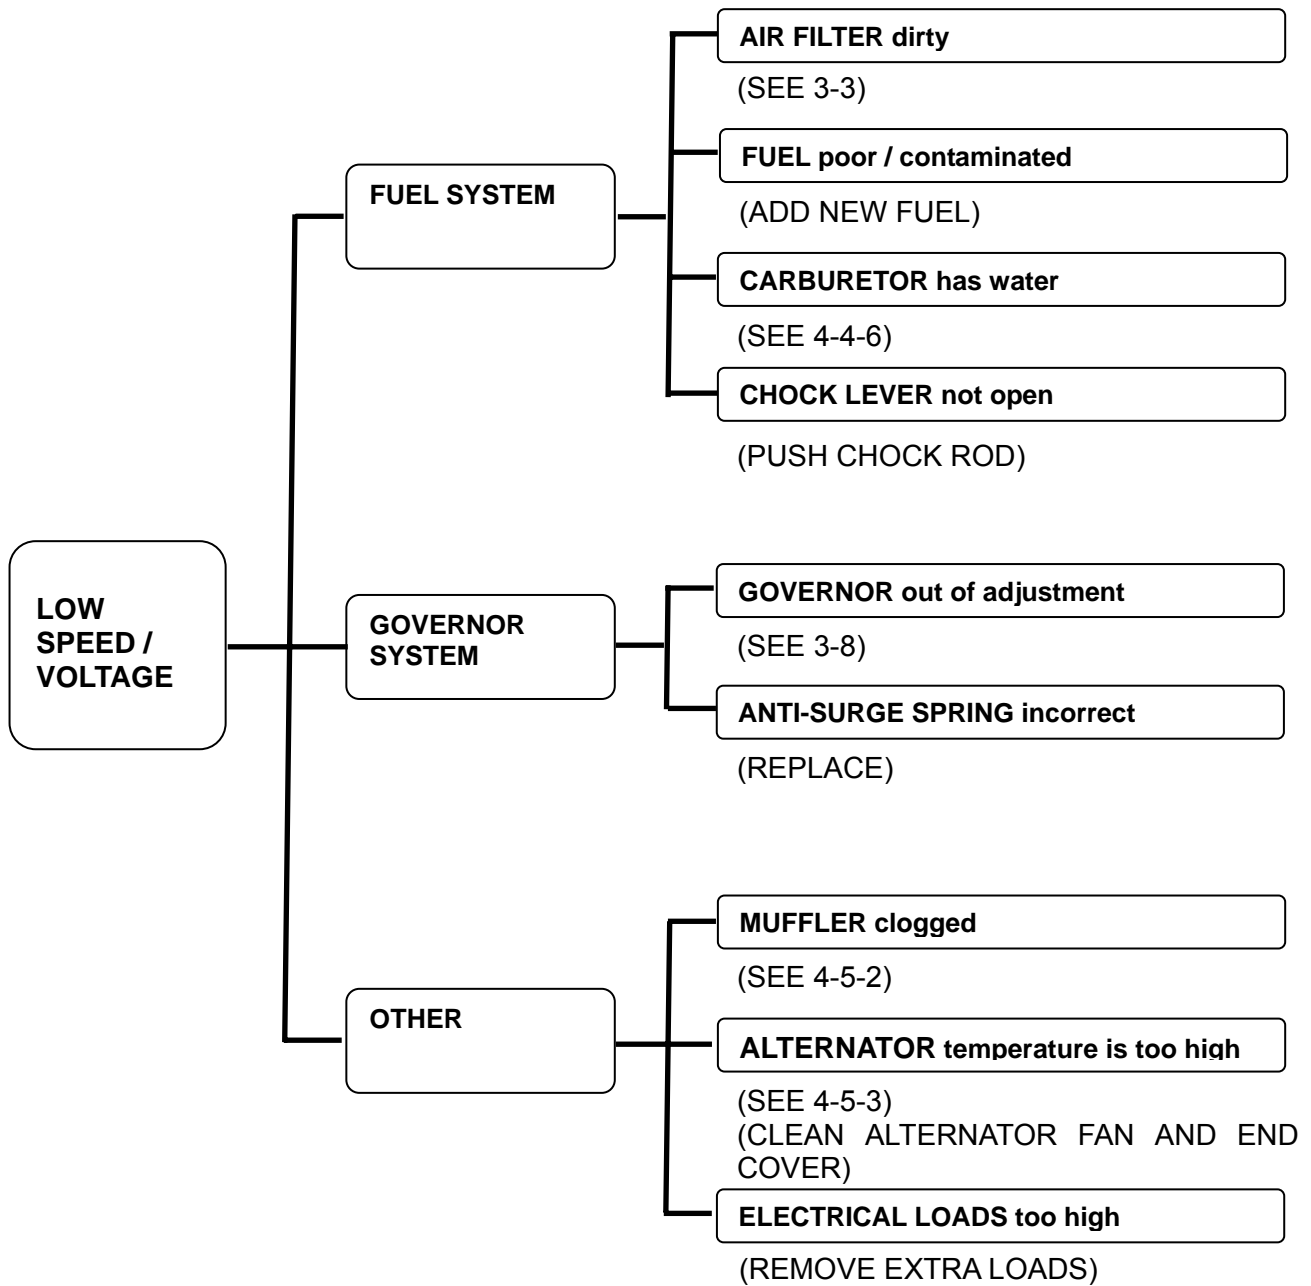 AIR FILTER dirty
(SEE 3-3)
FUEL poor / contaminated
(ADD NEW FUEL)
CARBURETOR has water
(SEE 4-4-6)
CHOCK LEVER not open
(PUSH CHOCK ROD)
FUEL SYSTEM
LOW
SPEED /
VOLTAGE
GOVERNOR
SYSTEM
GOVERNOR out of adjustment
(SEE 3-8)
ANTI-SURGE SPRING incorrect
(REPLACE)
OTHER
MUFFLER clogged
(SEE 4-5-2)
ALTERNATOR temperature is too high
(SEE 4-5-3)
(CLEAN ALTERNATOR FAN AND END
COVER)
ELECTRICAL LOADS too high
(REMOVE EXTRA LOADS)